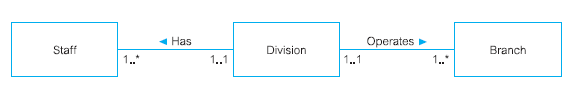 Has
Operates
Staff
Division
Branch
1..*
1..1
1..1
1..*